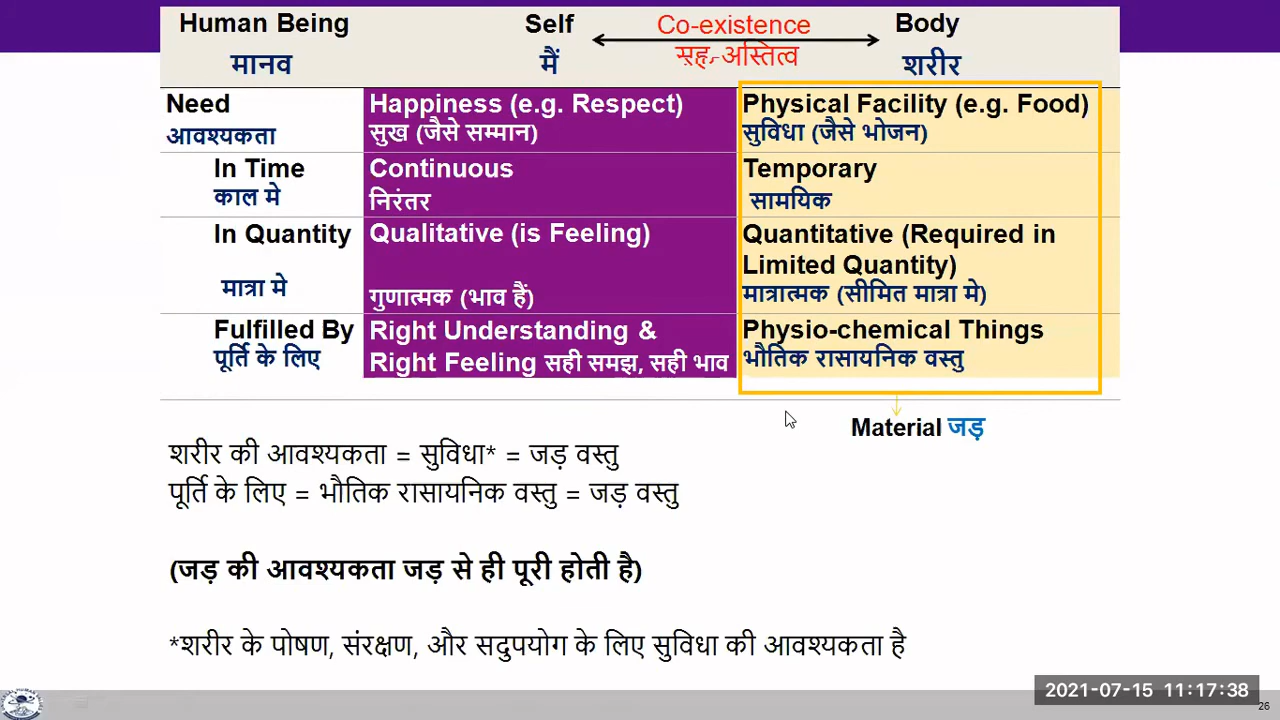 Human Being Self Co-existence Body
मानव मैं सह-अस्तित्व शरीर
Need Happiness (e.g. Respect) Physical Facility (e.g. Food)
आवश्यकता सुख (जैसे सम्मान) सुविधा (जैसे भोजन)
In Time Continuous Temporary
काल मे निरंतर सामयिक
In Quantity Qualitative (is Feeling) Quantitative (Required in
Limited Quantity)
मात्रा मे गुणात्मक (भाव हैं) मात्रात्मक (सीमित मात्रा मे)
Fulfilled By Right Understanding & Physio-chemical Things
पूर्ति के लिए Right Feeling सही समझ, सही भाव भौतिक रासायनिक वस्तु
Material जड़
शरीर की आवश्यकता = सुविधा* = जड़ वस्तु
पूर्ति के लिए = भौतिक रासायनिक वस्तु = जड़ वस्तु
(जड़ की आवश्यकता जड़ से ही पूरी होती है)
*शरीर के पोषण, संरक्षण, और सदुपयोग के लिए सुविधा की आवश्यकता है
2021-07-15 11:17:38
26